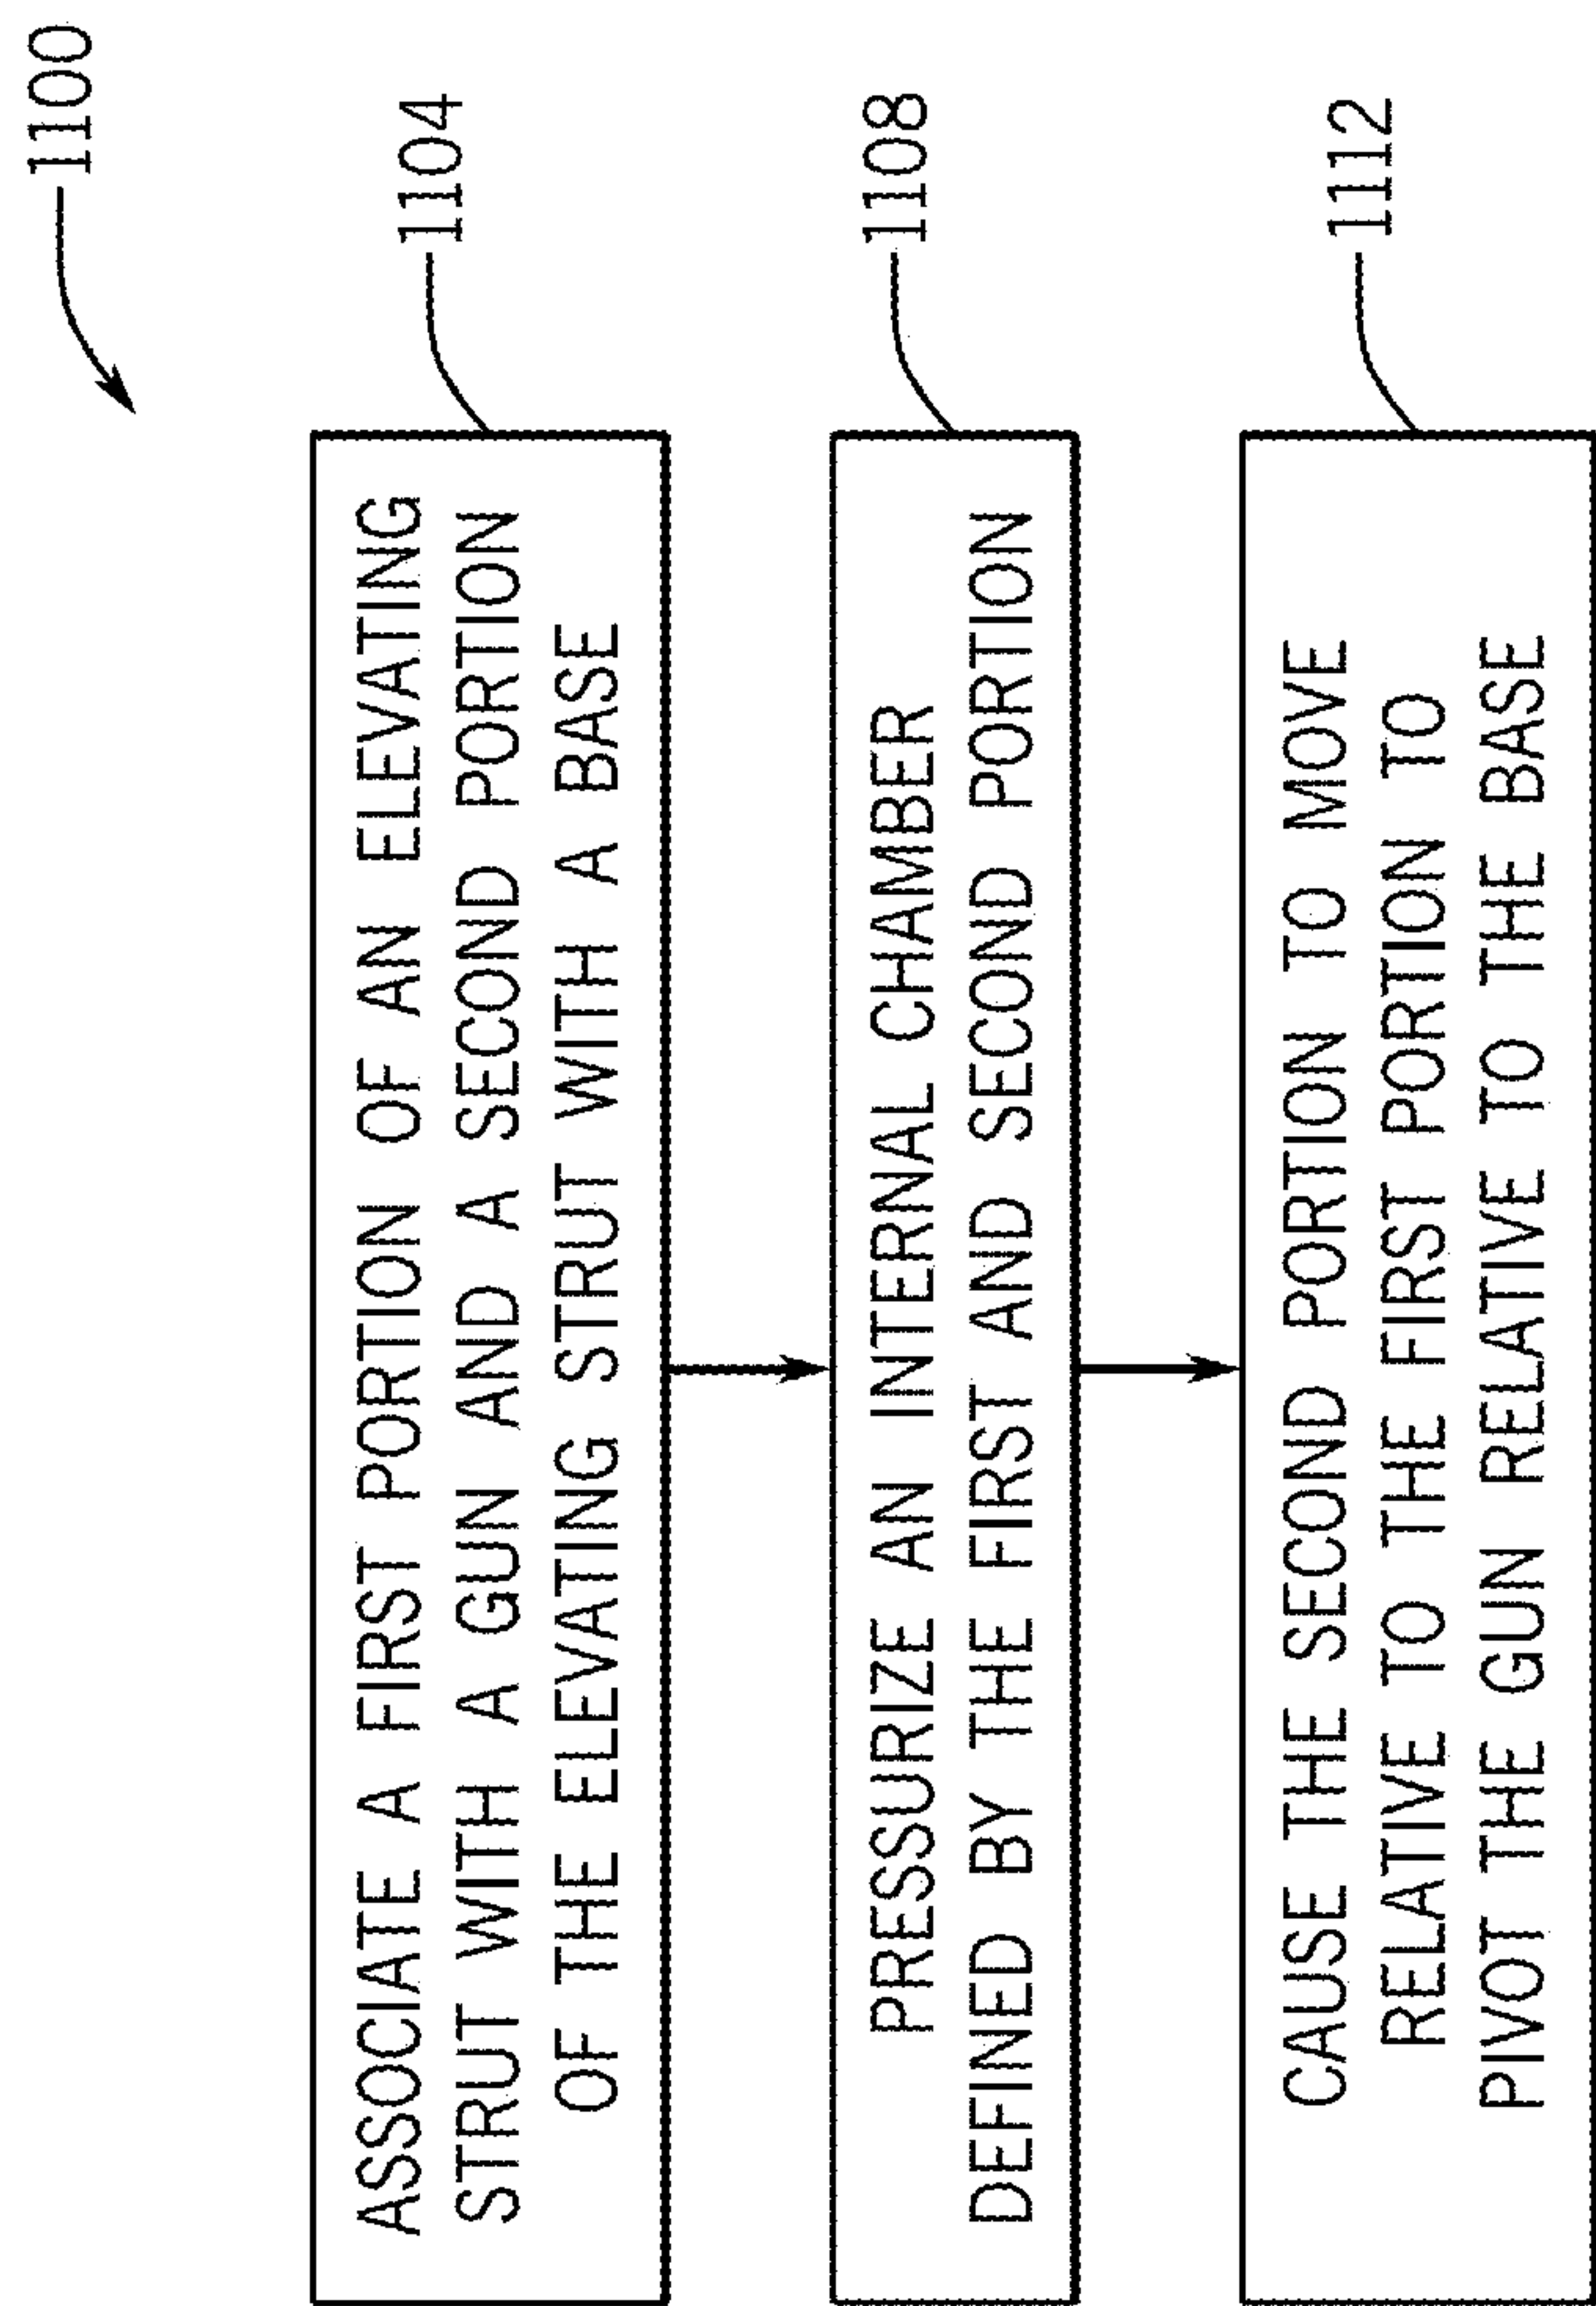 1100
ASSOCIATE A FIRST PORTION OF AN ELEVATING
STRUT WITH A GUN AND A SECOND PORTION
OF THE ELEVATING STRUT WITH A BASE
1104
PRESSURIZE AN INTERNAL CHAMBER
DEFINED BY THE FIRST AND SECOND PORTION
1108
CAUSE THE SECOND PORTION TO MOVE
RELATIVE TO THE FIRST PORTION TO
PIVOT THE GUN RELATIVE TO THE BASE
1112